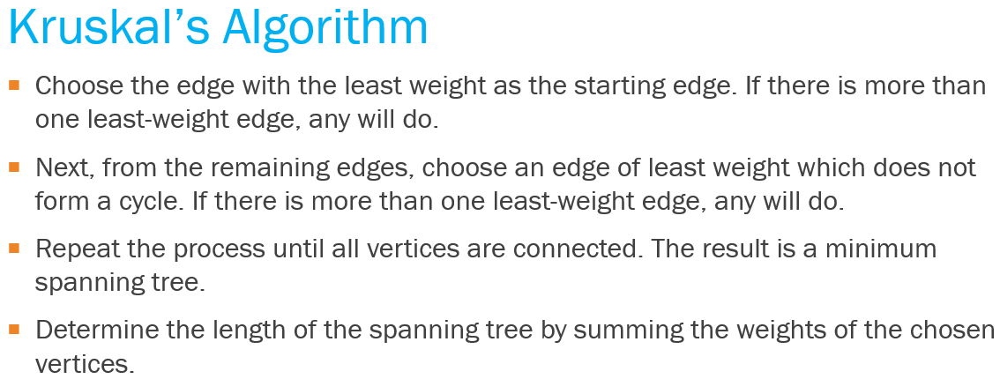 Kruskal’s Algorithm
▪ Choose the edge with the least weight as the starting edge. If there is more than
one least-weight edge, any will do.
▪ Next, from the remaining edges, choose an edge of least weight which does not
form a cycle. If there is more than one least-weight edge, any will do.
▪ Repeat the process until all vertices are connected. The result is a minimum
spanning tree.
▪ Determine the length of the spanning tree by summing the weights of the chosen
vertices.